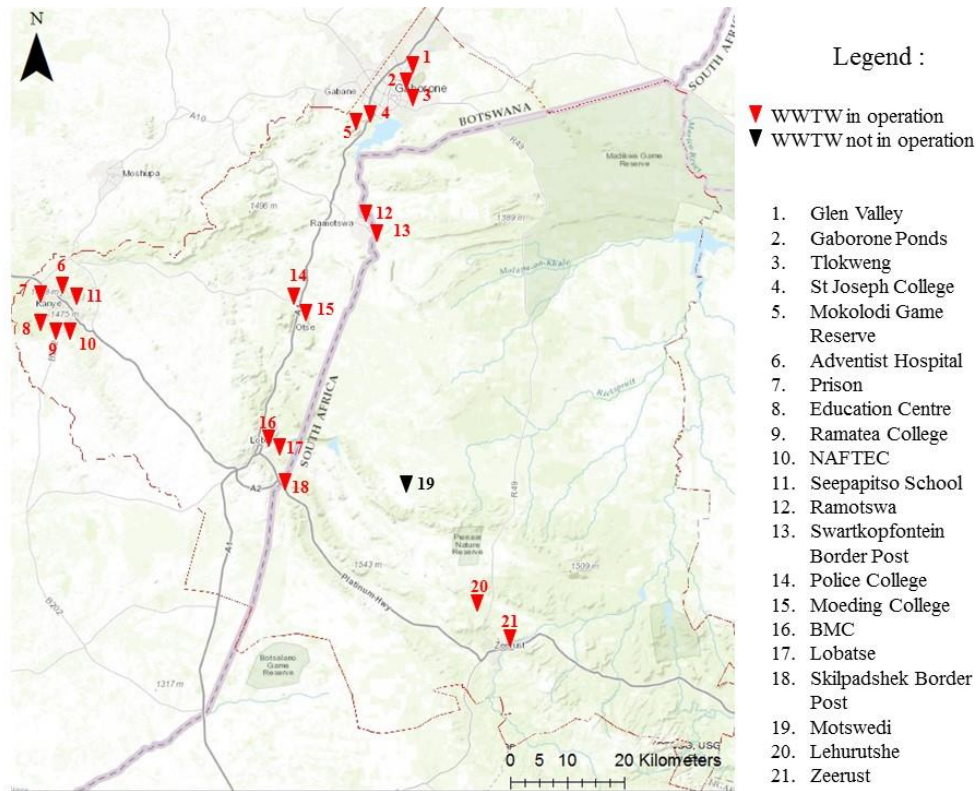 N
1
2
Gaborone
3
Gabane
4
5
A10
BOTSWANA
SOUTH AFRICA
R49
Madikwe Game
Reserve
Moshupa
1496 m
Ramotswa
12
13
1389 m
6
7
Kanye
11
8
1475 m
9
10
14
15
Otse
SOUTH AFRICA
Rietspruit
16
17
18
A2
19
R49
Pioneer
Nature
Reserve
1543 m
1509 m
A1
Platinum Hwy
20
21
Zeerust
B202
Botsalano
Game
Reserve
1317 m
0 5 10 20 Kilometers
Legend :
WWTW in operation
WWTW not in operation
1. Glen Valley
2. Gaborone Ponds
3. Tlokweng
4. St Joseph College
5. Mokolodi Game
Reserve
6. Adventist Hospital
7. Prison
8. Education Centre
9. Ramatea College
10. NAFTEC
11. Seepapitso School
12. Ramotswa
13. Swartkopfontein
Border Post
14. Police College
15. Moeding College
16. BMC
17. Lobatse
18. Skilpadshek Border
Post
19. Motswedi
20. Lehurutshe
21. Zeerust